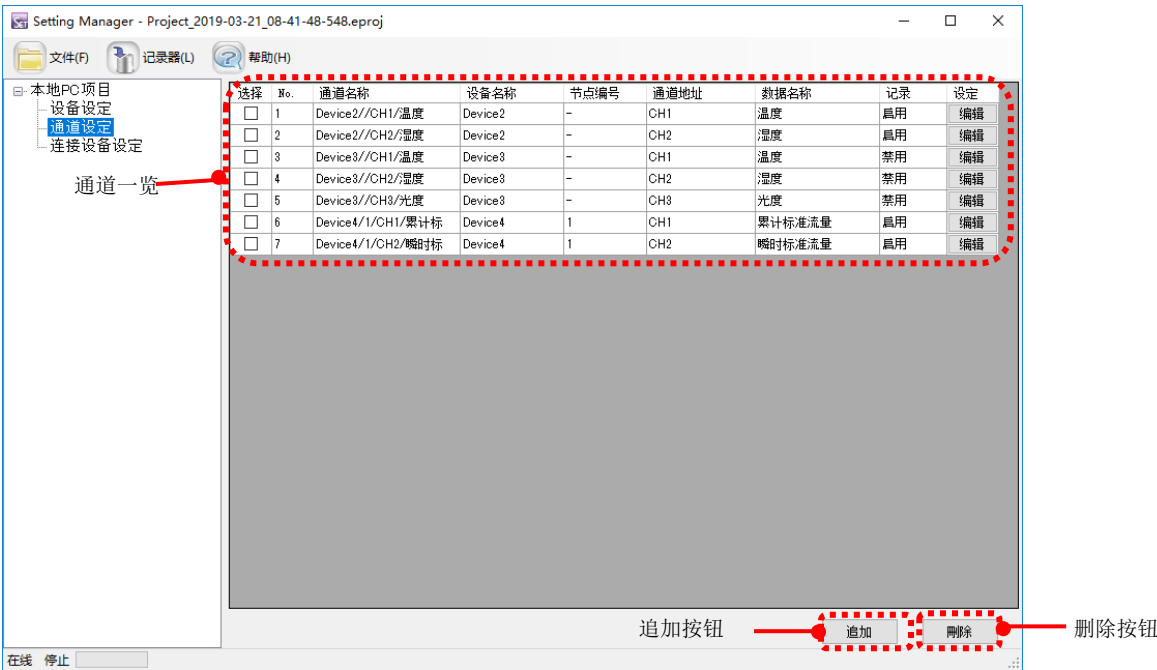 Setting Manager - Project_2019-03-21_08-41-48-548.eproj
文件(F) 记录器(L) 帮助(H)
本地PC项目
设备设定
通道设定
连接设备设定
通道一览
选择 No. 通道名称 设备名称 节点编号 通道地址 数据名称 记录 设定
1 Device2//CH1/温度 Device2 - CH1 温度 启用 编辑
2 Device2//CH2/湿度 Device2 - CH2 湿度 启用 编辑
3 Device3//CH1/温度 Device3 - CH1 温度 禁用 编辑
4 Device3//CH2/湿度 Device3 - CH2 湿度 禁用 编辑
5 Device3//CH3/光度 Device3 - CH3 光度 禁用 编辑
6 Device4/1/CH1/累计标 Device4 1 CH1 累计标准流量 启用 编辑
7 Device4/1/CH2/瞬时标 Device4 1 CH2 瞬时标准流量 启用 编辑
追加按钮 追加 删除 删除按钮
在线 停止